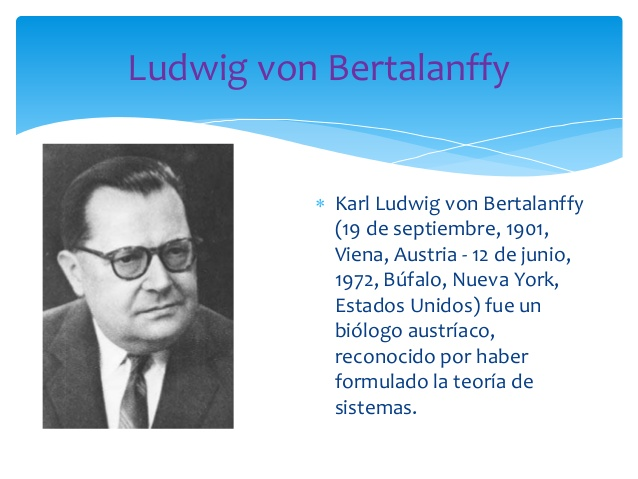 Ludwig von Bertalanffy
* Karl Ludwig von Bertalanffy
(19 de septiembre, 1901,
Viena, Austria - 12 de junio,
1972, Búfalo, Nueva York,
Estados Unidos) fue un
biólogo austríaco,
reconocido por haber
formulado la teoría de
sistemas.